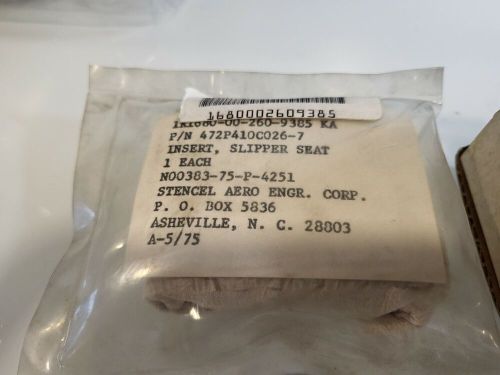 1680002609385
1R1680-00-260-9385 KA
P/N 472P410C026-7
INSERT, SLIPPER SEAT
1 EACH
N00383-75-P-4251
STENCEL AERO ENGR. CORP.
P. O. BOX 5836
ASHEVILLE, N. C. 28803
A-5/75